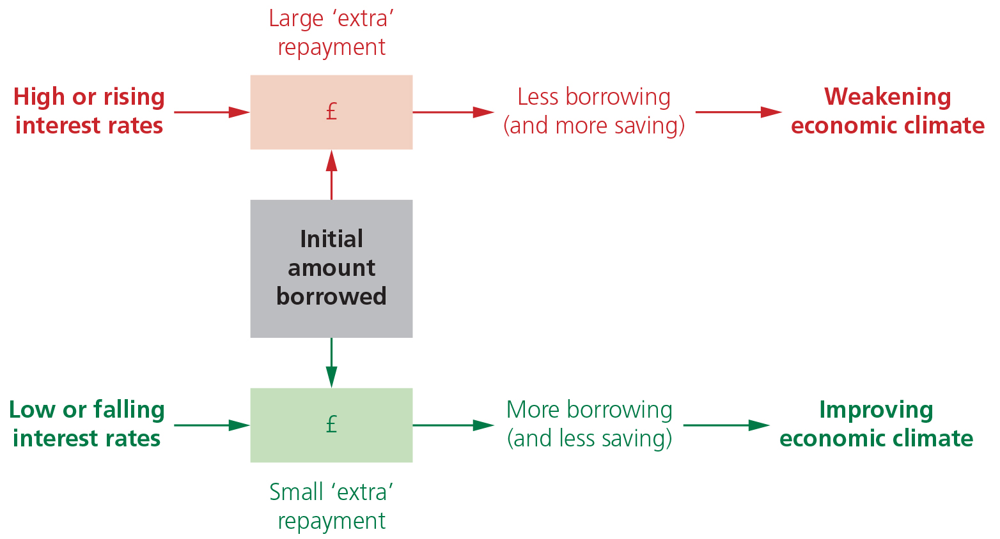 Large ‘extra’
repayment
High or rising
interest rates
£
Less borrowing
(and more saving)
Weakening
economic climate
Initial
amount
borrowed
Low or falling
interest rates
£
More borrowing
(and less saving)
Improving
economic climate
Small ‘extra’
repayment